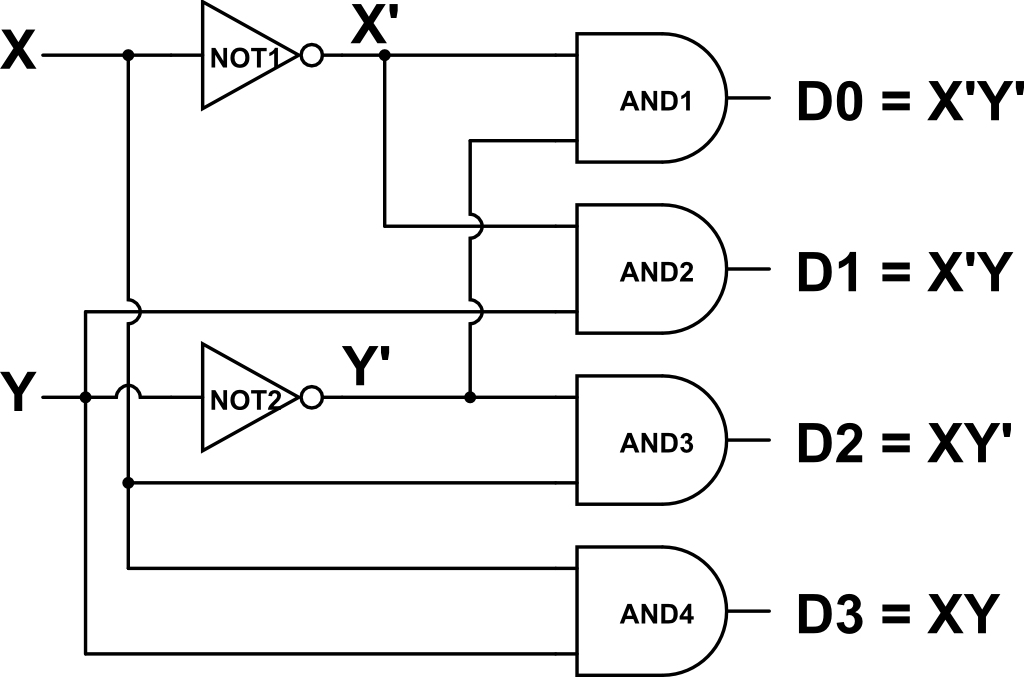 X
NOT1
X'
AND1
D0 = X'Y'
AND2
D1 = X'Y
Y
NOT2
Y'
AND3
D2 = XY'
AND4
D3 = XY